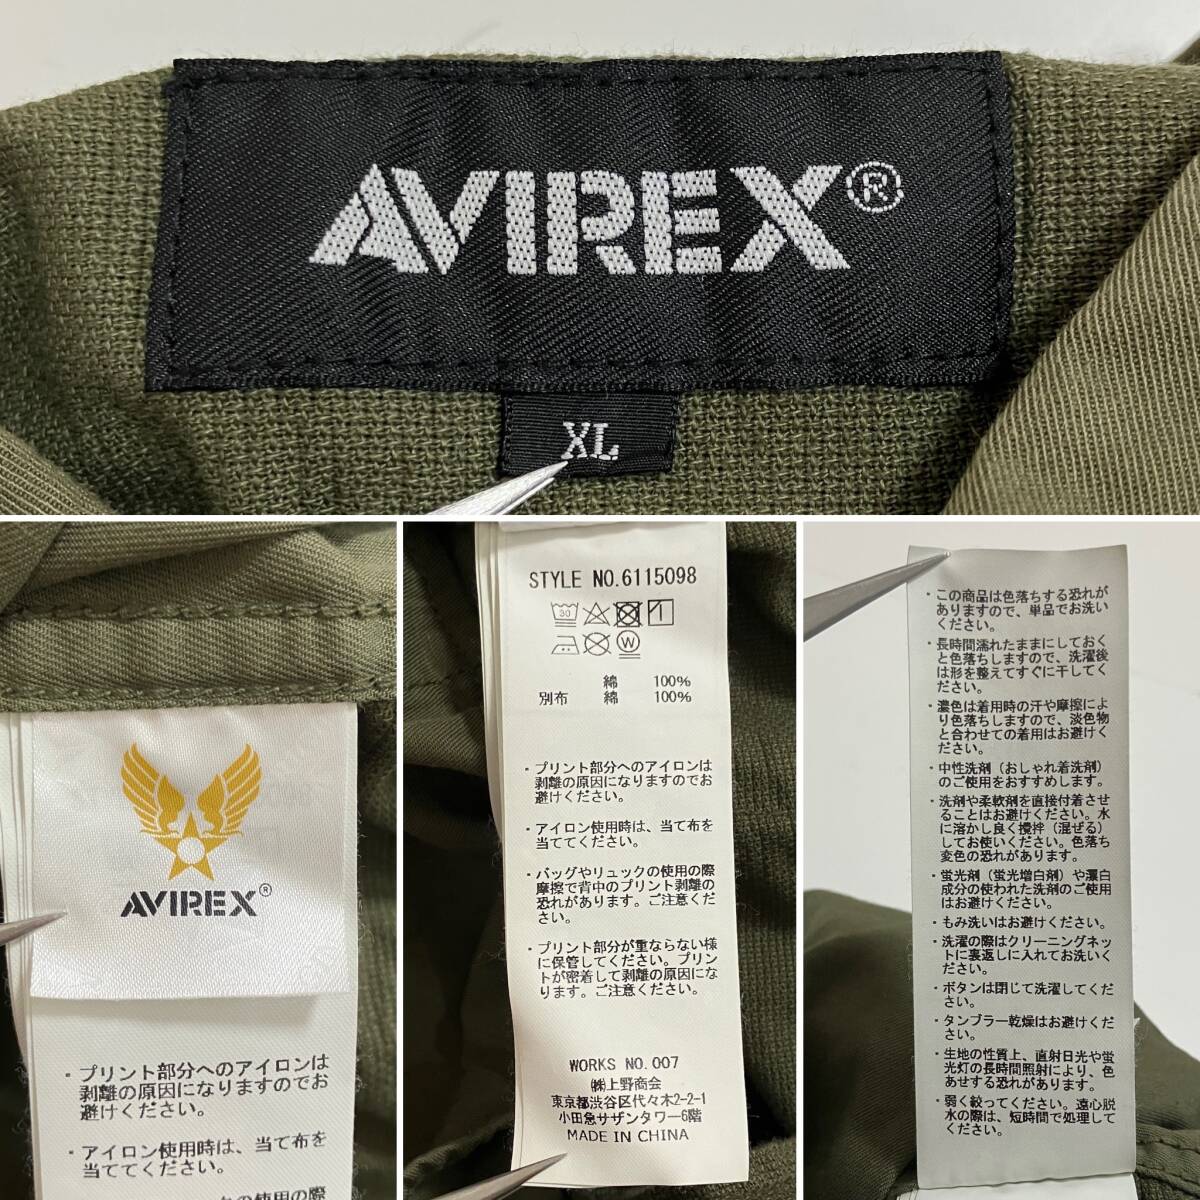 AVIREX®
XL
AVIREX®
・プリント部分へのアイロンは
剥離の原因になりますのでお
避けください。
・アイロン使用時は、当て布を
当ててください。
STYLE NO.6115098
30
W
綿 100%
別布 綿 100%
・プリント部分へのアイロンは
剥離の原因になりますのでお
避けください。
・アイロン使用時は、当て布を
当ててください。
・バッグやリュックの使用の際
摩擦で背中のプリント剥離の
恐れがあります。ご注意くだ
さい。
・プリント部分が重ならない様
に保管してください。プリン
トが密着して剥離の原因にな
ります。ご注意ください。
WORKS NO.007
㈱上野商会
東京都渋谷区代々木2-2-1
小田急サザンタワー6階
MADE IN CHINA
・この商品は色落ちする恐れが
ありますので、単品でお洗い
ください。
・長時間濡れたままにしておく
と色落ちしますので、洗濯後
は形を整えてすぐに干してく
ださい。
・濃色は着用時の汗や摩擦によ
り色落ちしますので、淡色物
と合わせての着用はお避けく
ださい。
・中性洗剤（おしゃれ着洗剤）
のご使用をおすすめします。
・洗剤や柔軟剤を直接付着させ
ることはお避けください。水
に溶かし良く攪拌（混ぜる）
してお使いください。色落ち
変色の恐れがあります。
・蛍光剤（蛍光増白剤）や漂白
成分の使われた洗剤のご使用
はお避けください。
・もみ洗いはお避けください。
・洗濯の際はクリーニングネッ
トに裏返しに入れてお洗いく
ださい。
・ボタンは閉じて洗濯してくだ
さい。
・タンブラー乾燥はお避けくだ
さい。
・生地の性質上、直射日光や蛍
光灯の長時間照射により、色
あせする恐れがあります。
・弱く絞ってください。遠心脱
水の際は、短時間で処理して
ください。